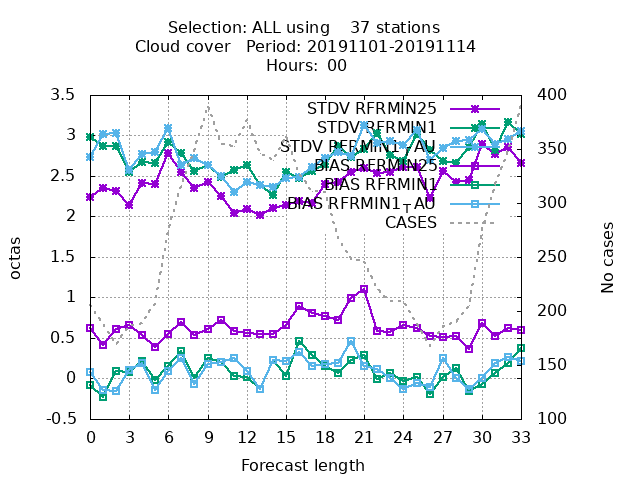 Selection: ALL using    37 stations
Cloud cover   Period: 20191101-20191114
Hours:  00
3.5
3
2.5
2
1.5
1
0.5
0
-0.5
400
350
300
250
200
150
100
octas
No cases
STDV RFRMIN25
STDV RFRMIN1
STDV RFRMIN1_AU
BIAS RFRMIN25
BIAS RFRMIN1
BIAS RFRMIN1_AU
CASES
0 3 6 9 12 15 18 21 24 27 30 33
Forecast length